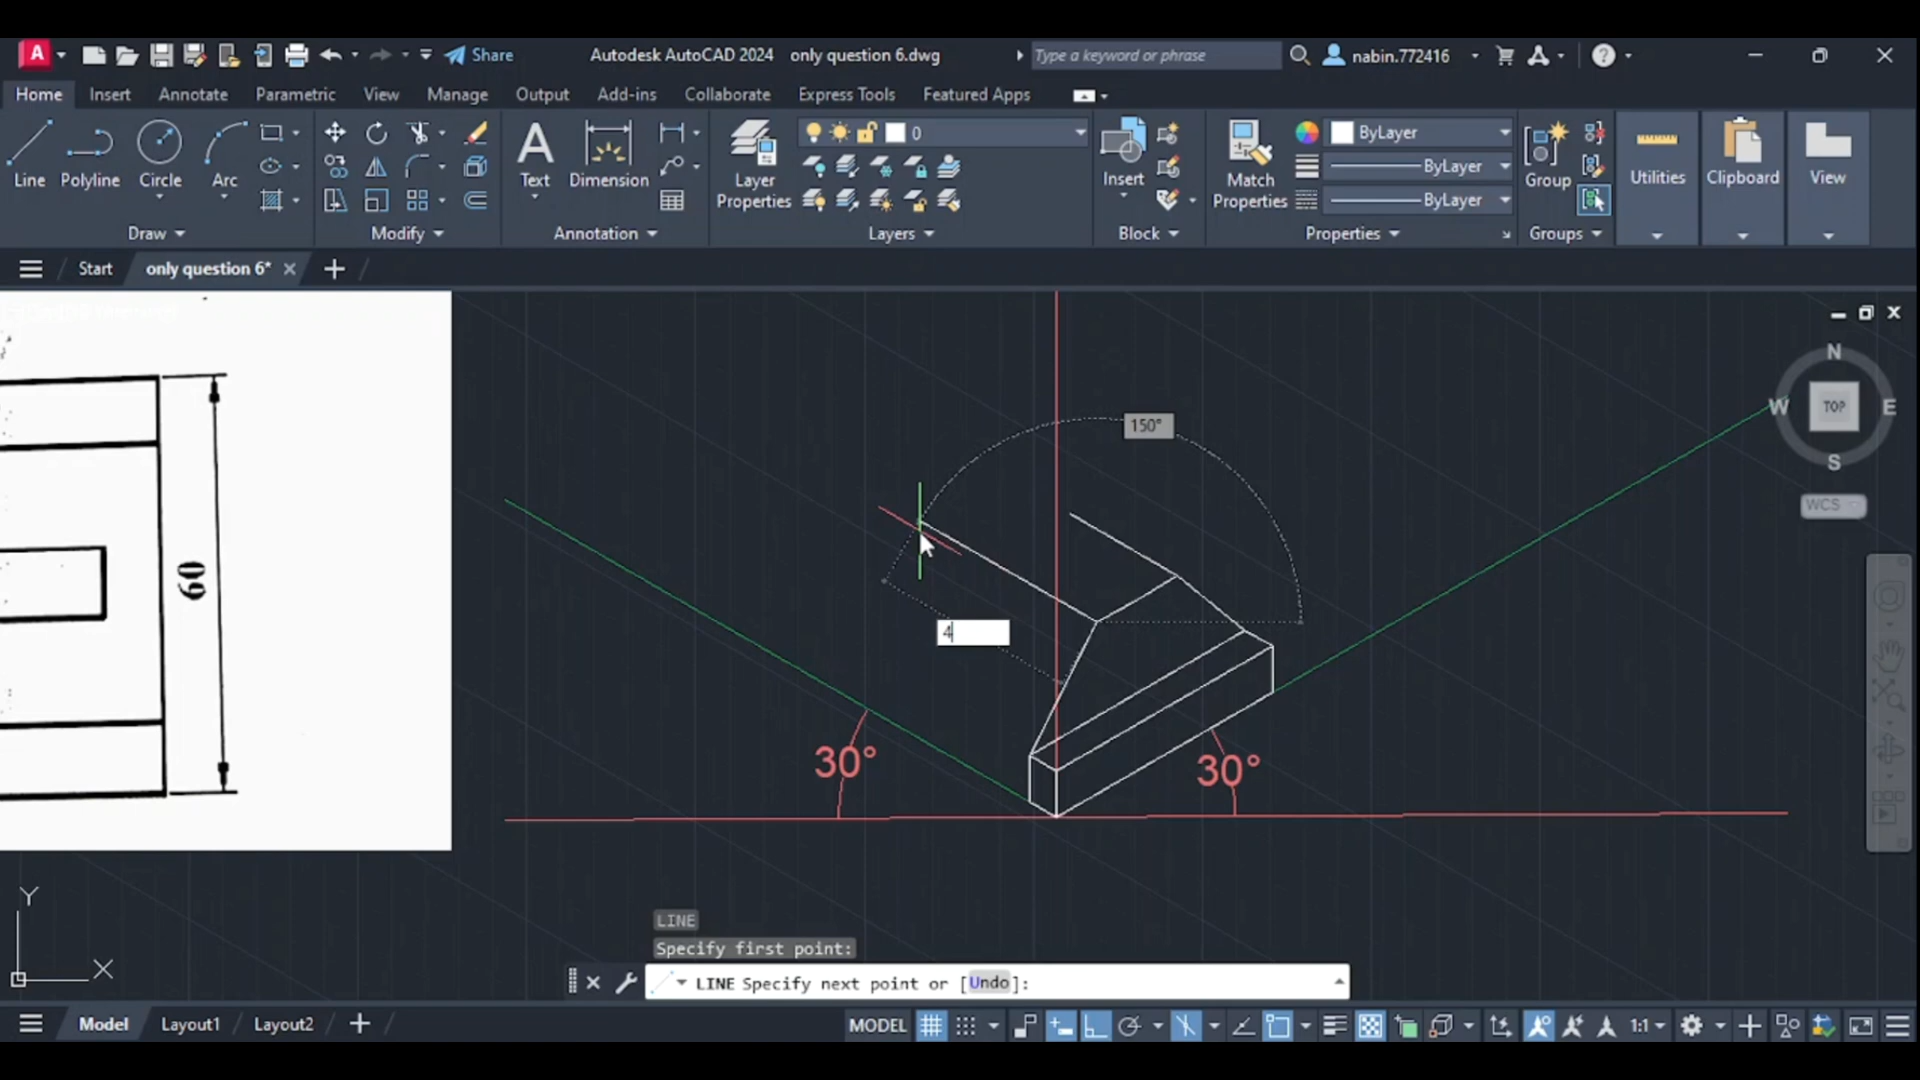 A
Share
Autodesk AutoCAD 2024 only question 6.dwg
Type a keyword or phrase
nabin.772416
Home Insert Annotate Parametric View Manage Output Add-ins Collaborate Express Tools Featured Apps
0
ByLayer
ByLayer
ByLayer
Line Polyline Circle Arc
A Text Dimension
Layer Properties
Insert
Match Properties
Group
Utilities
Clipboard
View
Draw Modify Annotation Layers Block Properties Groups
Start only question 6*
N
W TOP E
S
WCS
150°
60
4
30° 30°
Y
X
LINE
Specify first point:
LINE Specify next point or [Undo]:
Model Layout1 Layout2
MODEL 1:1